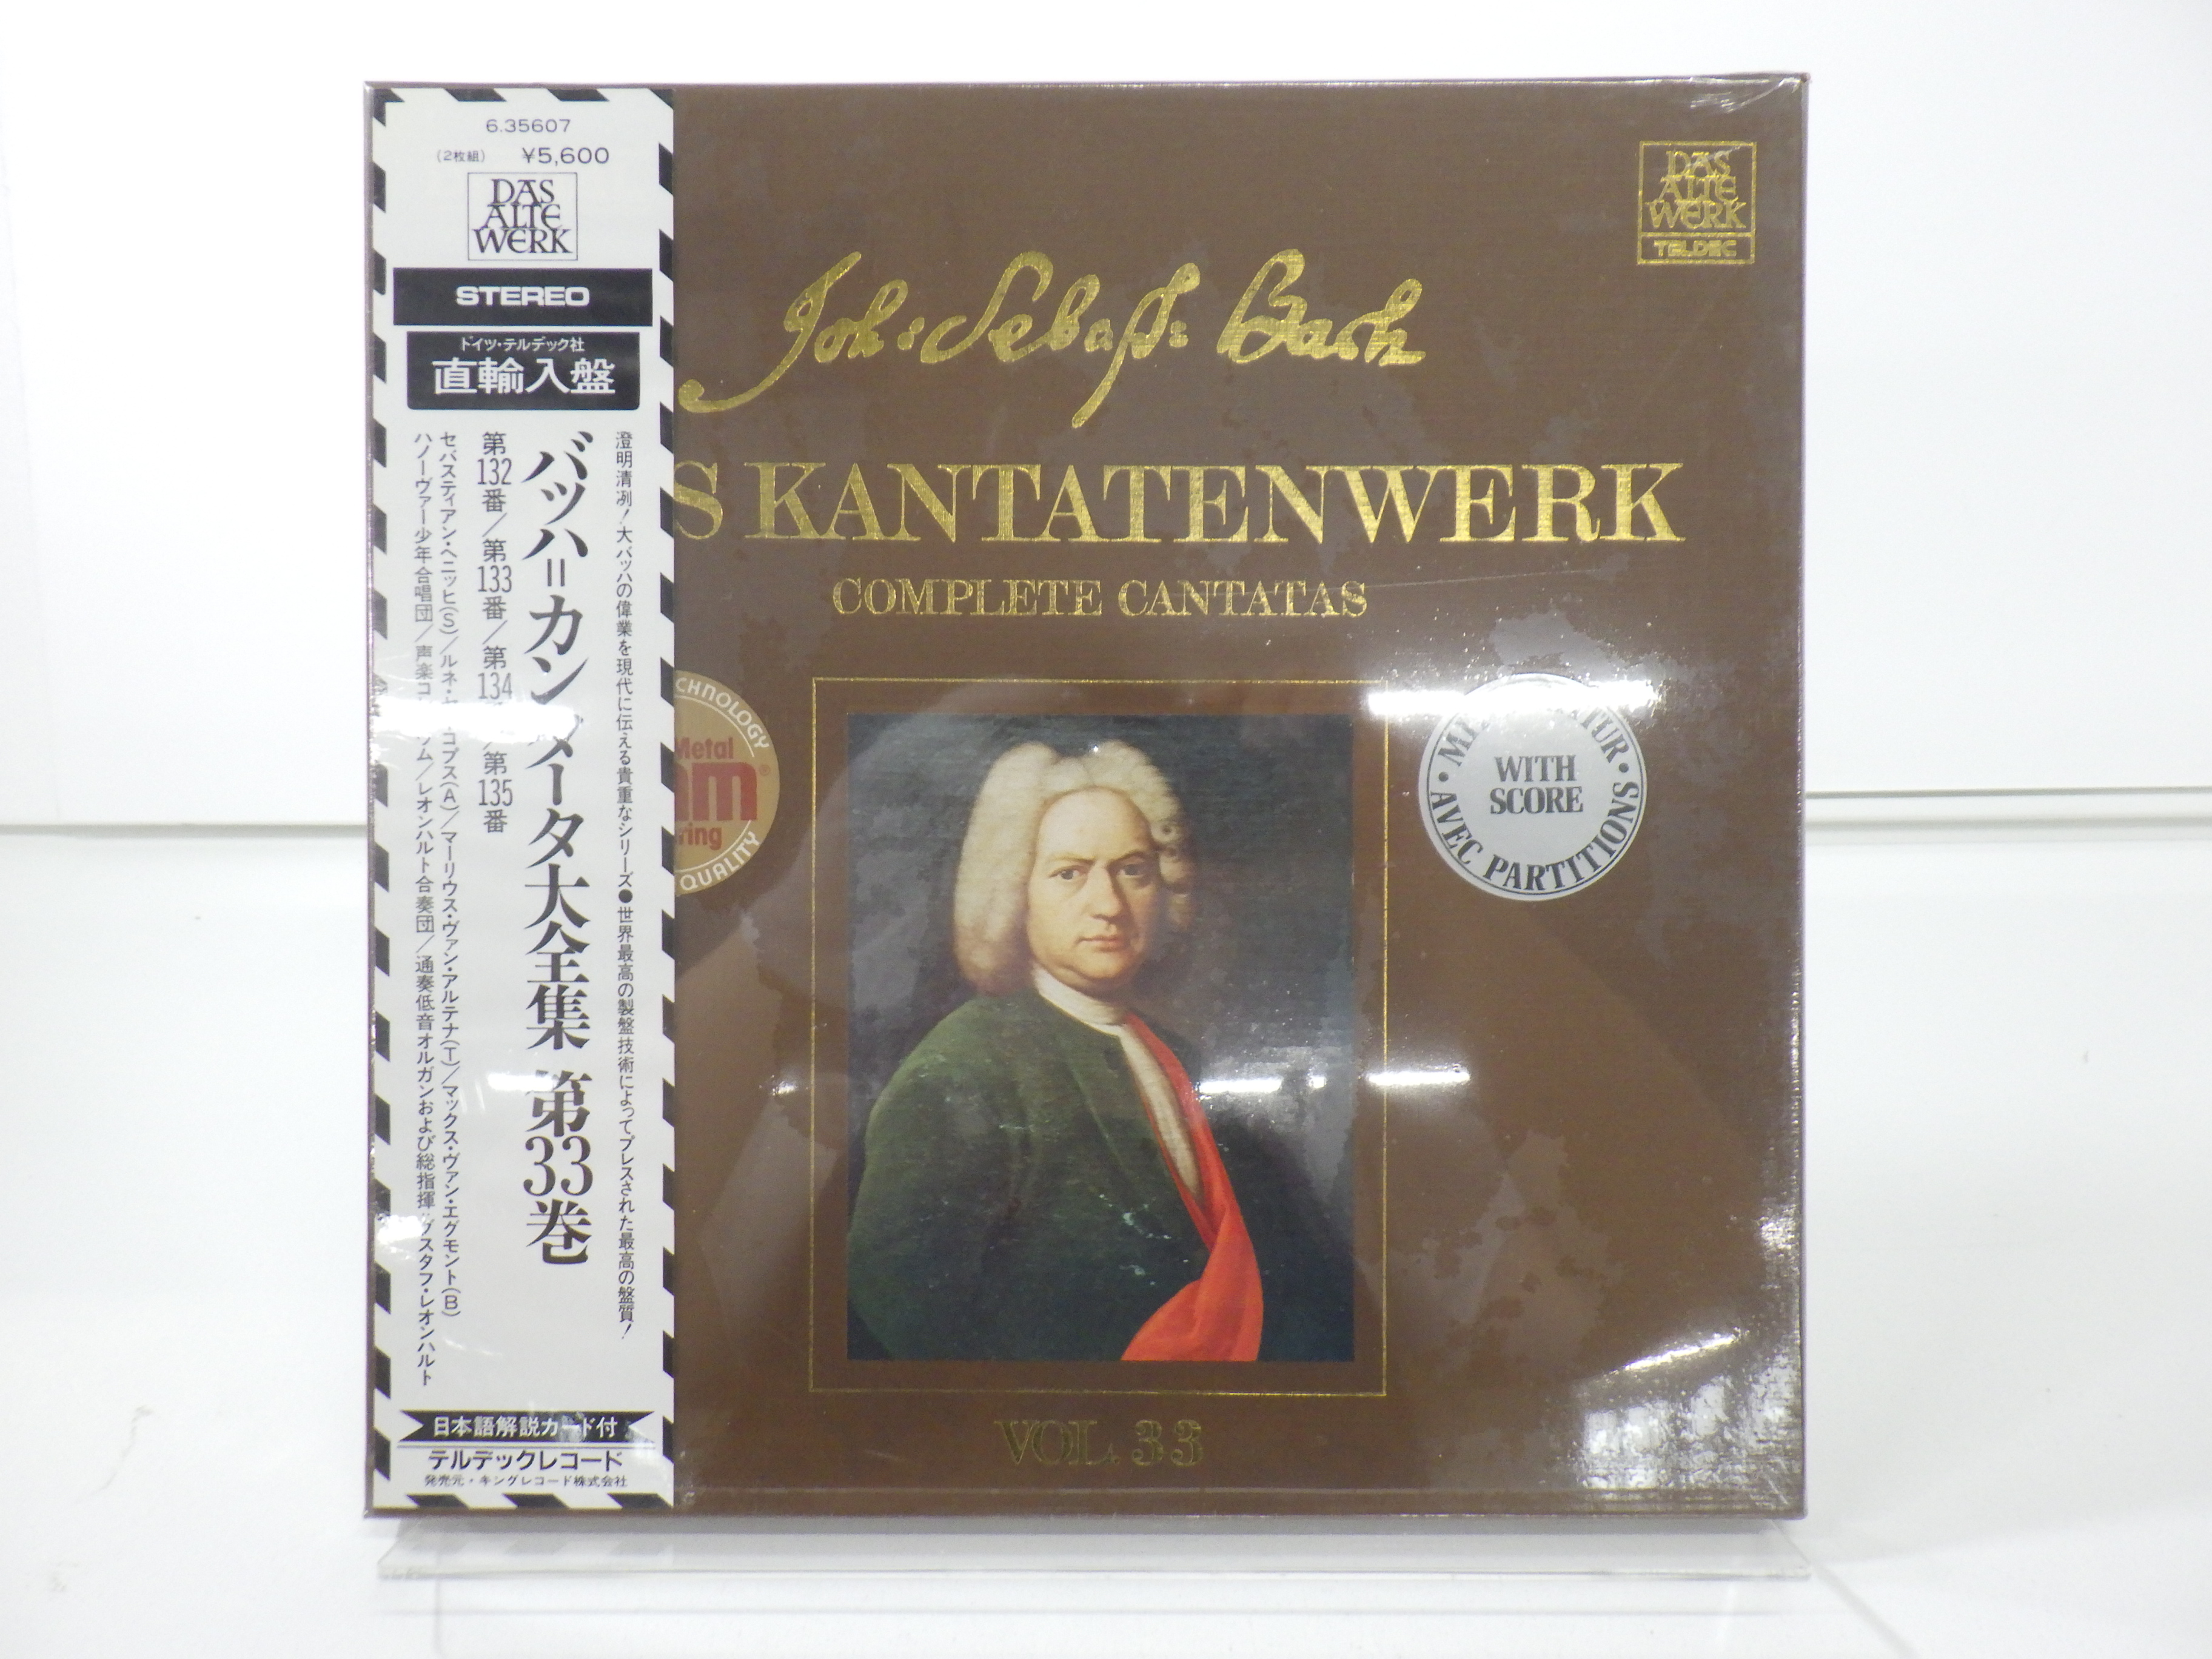 6.35607
(2枚組) ¥5,600
DAS
ALTE
WERK
STEREO
ドイツ・テルデック社
直輸入盤
澄明清冽！大バッハの偉業を現代に伝える貴重なシリーズ●世界最高の製盤技術によってプレスされた最高の盤質！
バッハ＝カンタータ大全集 第33巻
第132番／第133番／第134 ／第135番
セバスティアン・ヘニッヒ(S)／ルネ・ コプス(A)／マーリウス・ヴァン・アルテナ(T)／マックス・ヴァン・エグモント(B)
ハノーヴァー少年合唱団／声楽コ ム／レオンハルト合奏団／通奏低音オルガンおよび総指揮 グスタフ・レオンハルト
日本語解説カード付
テルデックレコード
発売元・キングレコード株式会社
DAS
ALTE
WERK
TELDEC
Joh. Sebast. Bach
S KANTATENWERK
COMPLETE CANTATAS
CHNOLOGY
Metal
mm
ring
QUALITY
WITH
SCORE
AVEC PARTITIONS
VOL. 33